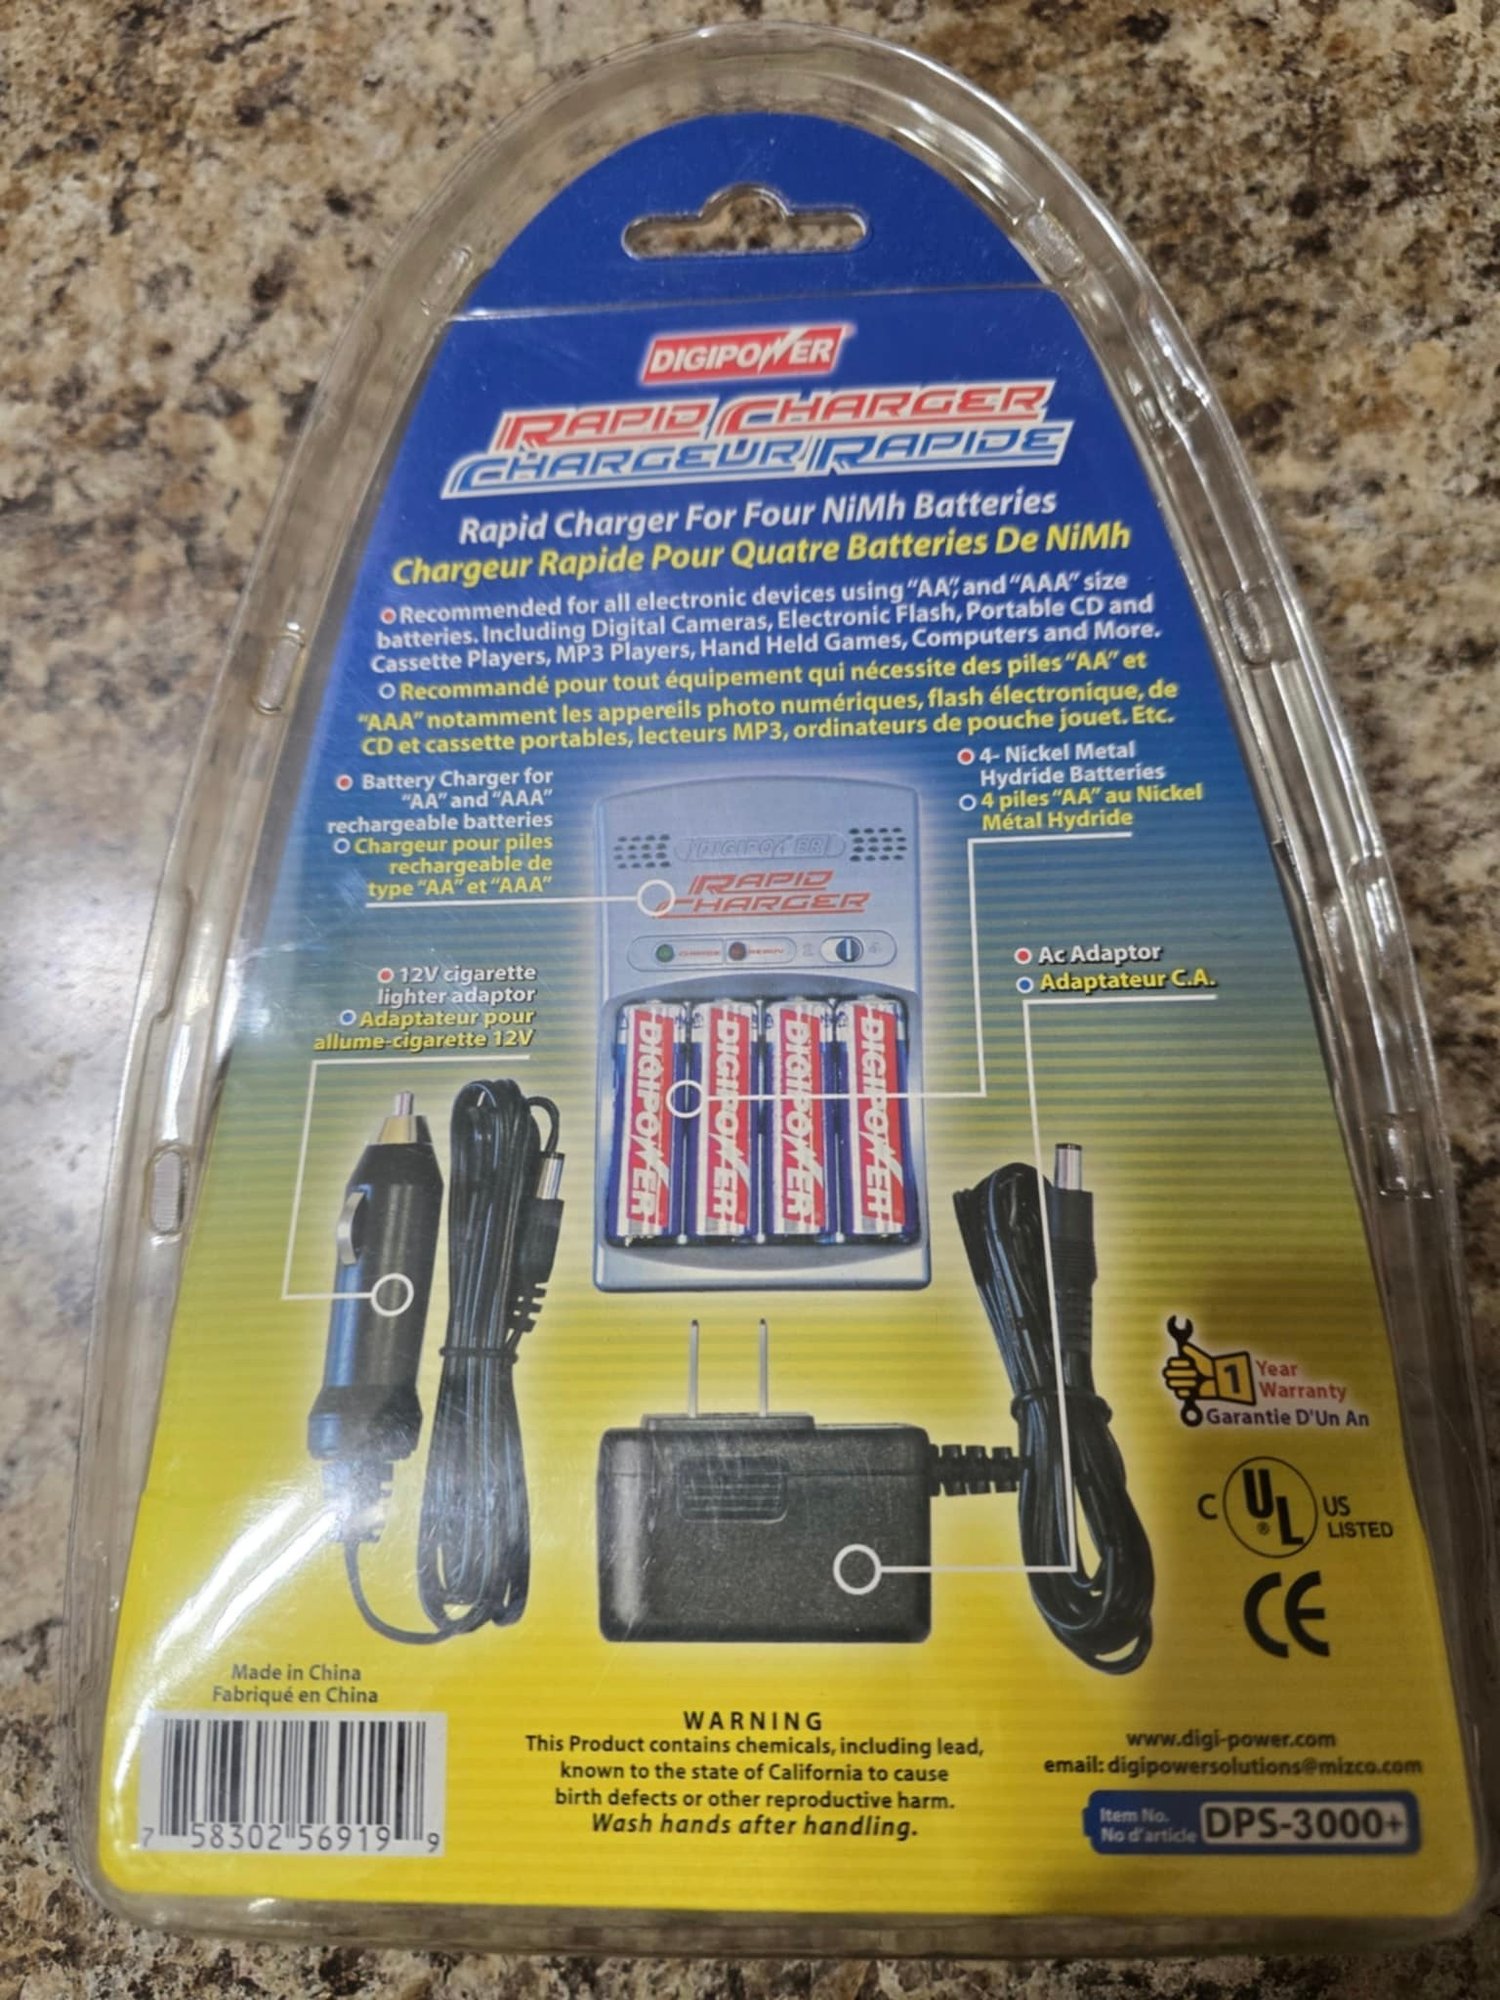 DIGIPOWER
RAPID CHARGER
CHARGEUR RAPIDE
Rapid Charger For Four NiMh Batteries
Chargeur Rapide Pour Quatre Batteries De NiMh
Recommended for all electronic devices using "AA", and "AAA" size
batteries. Including Digital Cameras, Electronic Flash, Portable CD and
Cassette Players, MP3 Players, Hand Held Games, Computers and More.
Recommandé pour tout équipement qui nécessite des piles "AA" et
"AAA" notamment les appareils photo numériques, flash électronique, de
CD et cassette portables, lecteurs MP3, ordinateurs de pouche jouet. Etc.
Battery Charger for
"AA" and "AAA"
rechargeable batteries
Chargeur pour piles
rechargeable de
type "AA" et "AAA"
4- Nickel Metal
Hydride Batteries
4 piles "AA" au Nickel
Métal Hydride
DIGIPOWER
RAPID
CHARGER
CHARGE READY 2 4
12V cigarette
lighter adaptor
Adaptateur pour
allume-cigarette 12V
Ac Adaptor
Adaptateur C.A.
DIGIPOWER
DIGIPOWER
DIGIPOWER
DIGIPOWER
1 Year
Warranty
Garantie D'Un An
C UL® US
LISTED
CE
Made in China
Fabriqué en China
7 58302 56919 9
WARNING
This Product contains chemicals, including lead,
known to the state of California to cause
birth defects or other reproductive harm.
Wash hands after handling.
www.digi-power.com
email: digipowersolutions@mizco.com
Item No.
No d'article
DPS-3000+